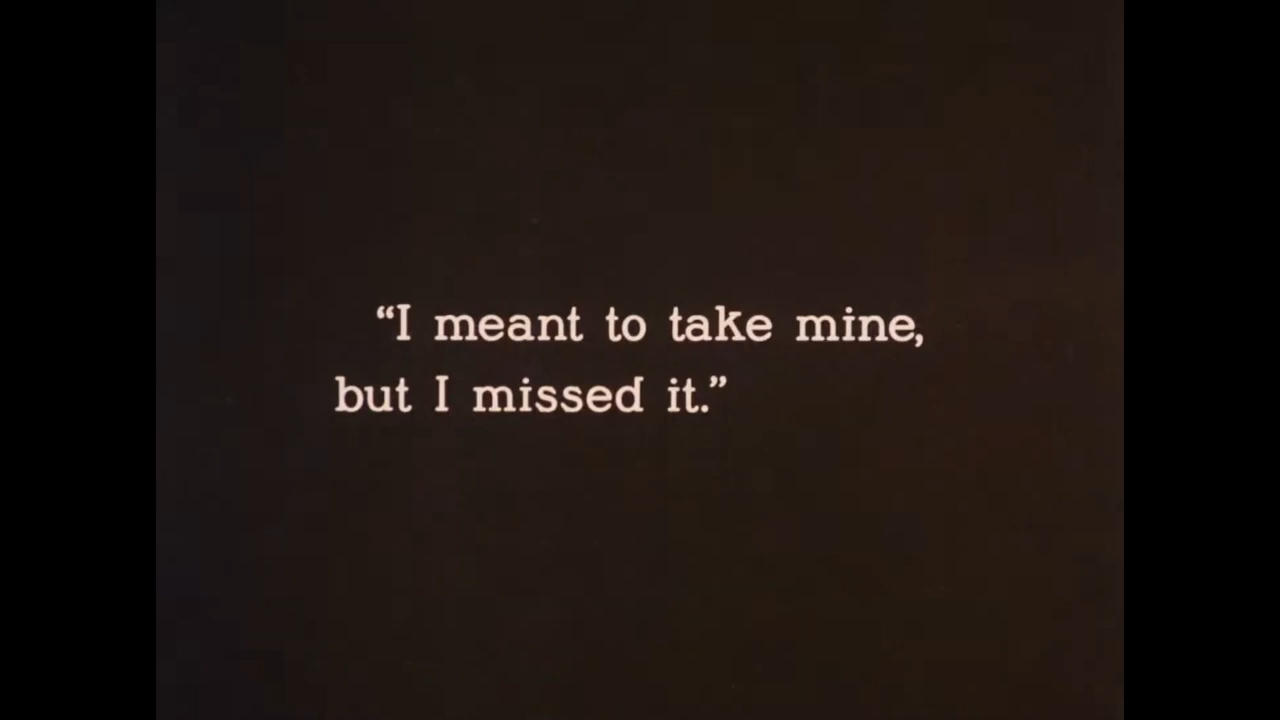 “I meant to take mine,
but I missed it.”